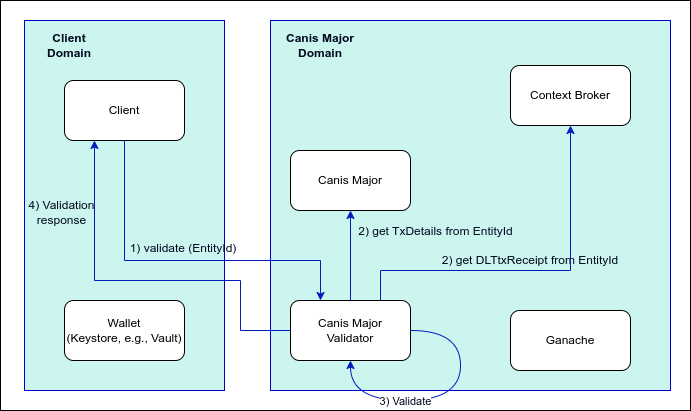 Client
Domain
Canis Major
Domain
Client
Context Broker
Canis Major
4) Validation
response
2) get TxDetails from EntityId
1) validate (EntityId)
2) get DLTtxReceipt from EntityId
Wallet
(Keystore, e.g., Vault)
Canis Major
Validator
Ganache
3) Validate